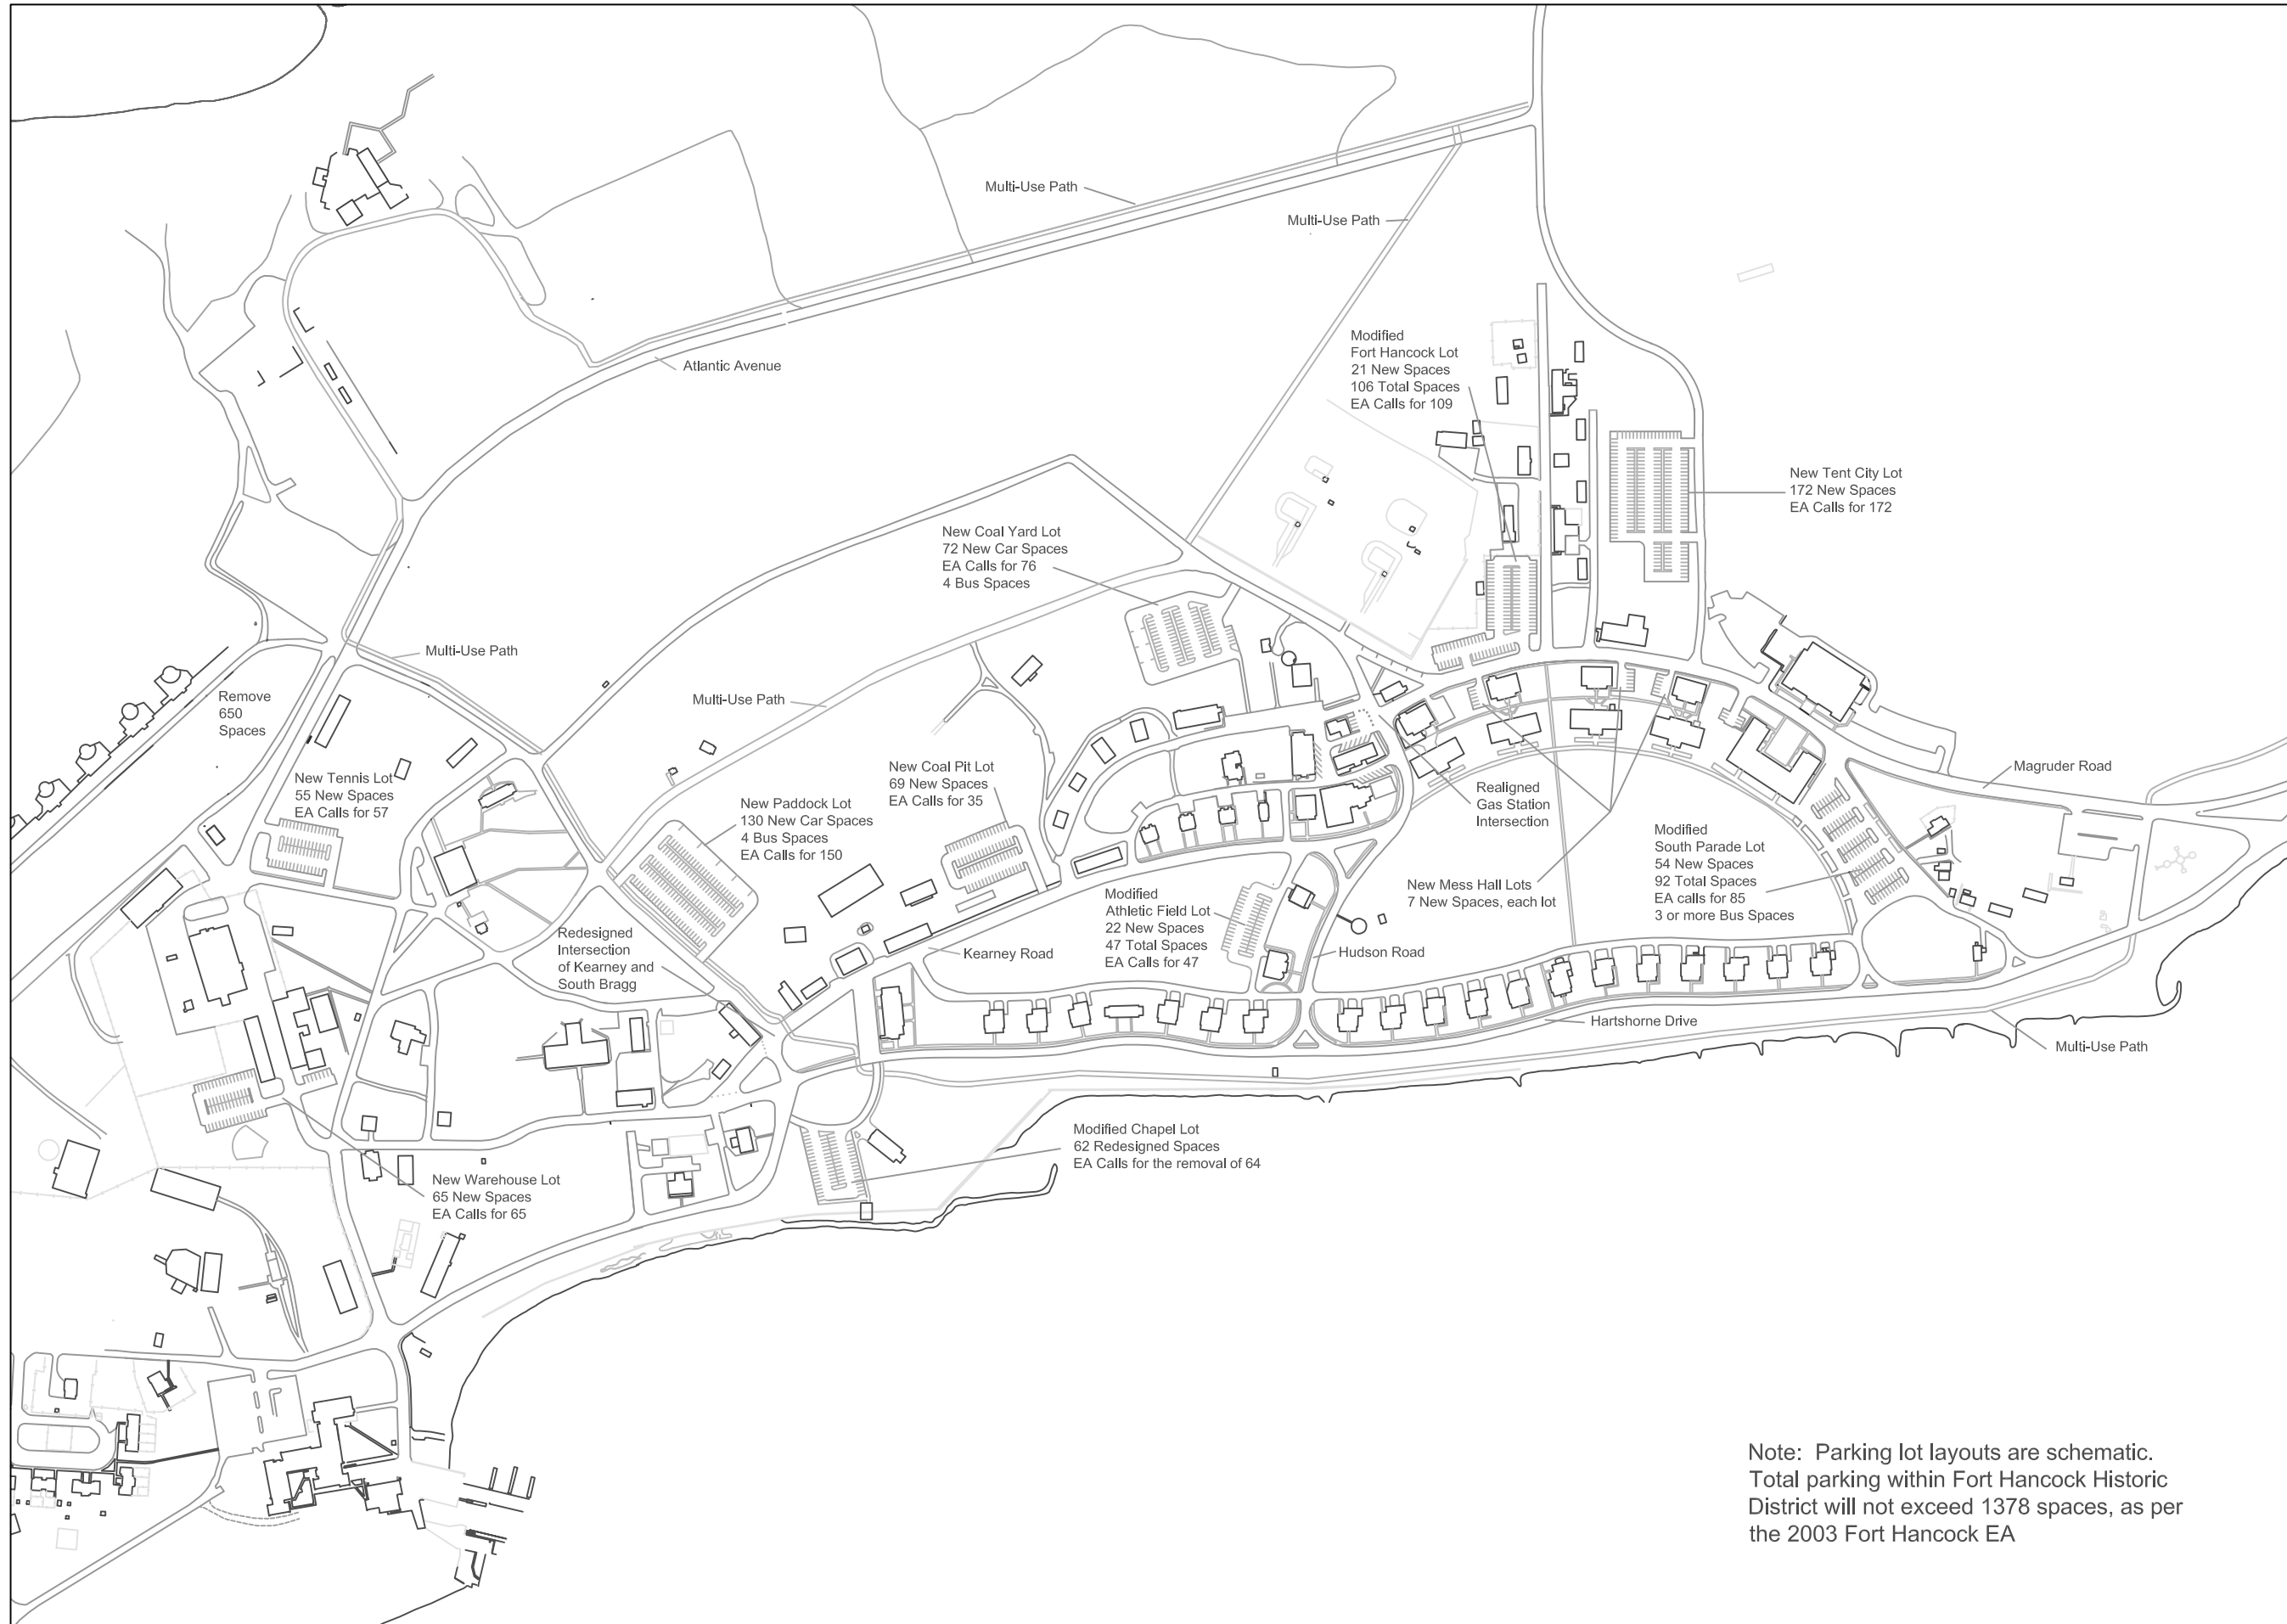 Multi-Use Path
Multi-Use Path
Atlantic Avenue
Modified
Fort Hancock Lot
21 New Spaces
106 Total Spaces
EA Calls for 109
New Tent City Lot
172 New Spaces
EA Calls for 172
New Coal Yard Lot
72 New Car Spaces
EA Calls for 76
4 Bus Spaces
Multi-Use Path
Remove
650
Spaces
Multi-Use Path
New Tennis Lot
55 New Spaces
EA Calls for 57
New Paddock Lot
130 New Car Spaces
4 Bus Spaces
EA Calls for 150
New Coal Pit Lot
69 New Spaces
EA Calls for 35
Realigned
Gas Station
Intersection
Magruder Road
Modified
South Parade Lot
54 New Spaces
92 Total Spaces
EA calls for 85
3 or more Bus Spaces
New Mess Hall Lots
7 New Spaces, each lot
Modified
Athletic Field Lot
22 New Spaces
47 Total Spaces
EA Calls for 47
Redesigned
Intersection
of Kearney and
South Bragg
Kearney Road
Hudson Road
Hartshorne Drive
Multi-Use Path
Modified Chapel Lot
62 Redesigned Spaces
EA Calls for the removal of 64
New Warehouse Lot
65 New Spaces
EA Calls for 65
Note: Parking lot layouts are schematic.
Total parking within Fort Hancock Historic
District will not exceed 1378 spaces, as per
the 2003 Fort Hancock EA